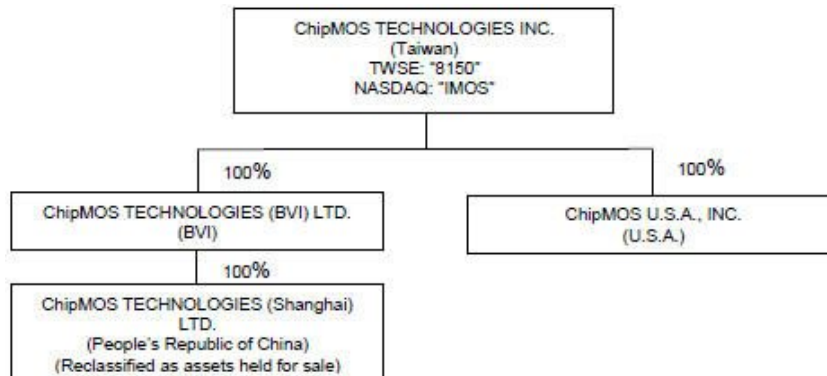 ChipMOS TECHNOLOGIES INC.
(Taiwan)
TWSE: "8150"
NASDAQ: "IMOS"
100%
100%
ChipMOS TECHNOLOGIES (BVI) LTD.
(BVI)
ChipMOS U.S.A., INC.
(U.S.A.)
100%
ChipMOS TECHNOLOGIES (Shanghai)
LTD.
(People's Republic of China)
(Reclassified as assets held for sale)